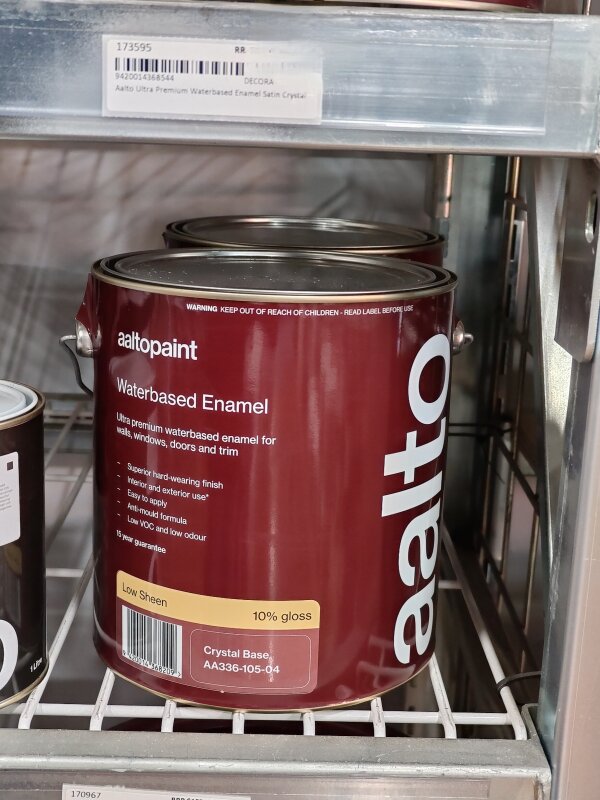 173595 RR
9420014368544 DECORA
Aalto Ultra Premium Waterbased Enamel Satin Crystal
WARNING KEEP OUT OF REACH OF CHILDREN - READ LABEL BEFORE USE
aaltopaint
Waterbased Enamel
Ultra premium waterbased enamel for
walls, windows, doors and trim
- Superior hard-wearing finish
- Interior and exterior use*
- Easy to apply
- Anti-mould formula
- Low VOC and low odour
15 year guarantee
aalto
Low Sheen
10% gloss
Crystal Base
AA336-105-04
1 Litre
170967